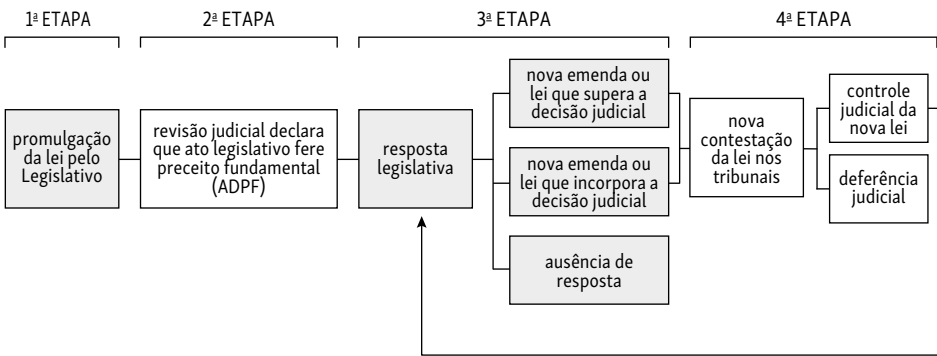 1ª ETAPA
2ª ETAPA
3ª ETAPA
4ª ETAPA
promulgação
da lei pelo
Legislativo
revisão judicial declara
que ato legislativo fere
preceito fundamental
(ADPF)
resposta
legislativa
nova emenda ou
lei que supera a
decisão judicial
nova emenda ou
lei que incorpora a
decisão judicial
ausência de
resposta
nova
contestação
da lei nos
tribunais
controle
judicial da
nova lei
deferência
judicial